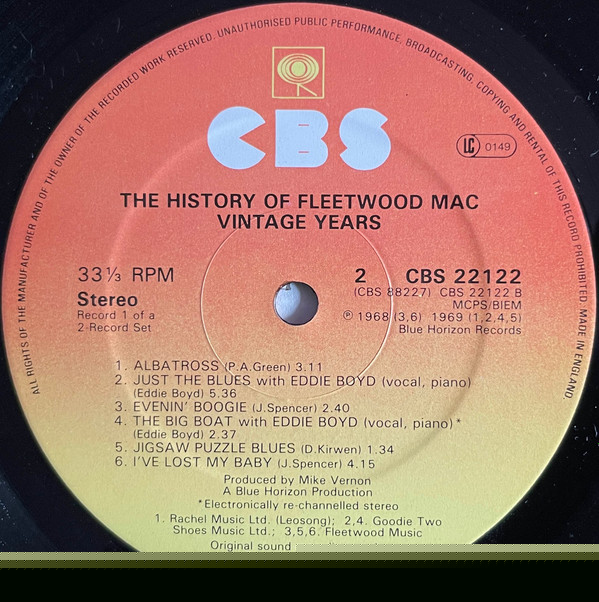 ALL RIGHTS OF THE MANUFACTURER AND OF THE OWNER OF THE RECORDED WORK RESERVED. UNAUTHORISED PUBLIC PERFORMANCE, BROADCASTING, COPYING AND RENTAL OF THIS RECORD PROHIBITED · MADE IN ENGLAND
CBS
LC 0149
THE HISTORY OF FLEETWOOD MAC
VINTAGE YEARS
33⅓ RPM
Stereo
Record 1 of a
2-Record Set
2 CBS 22122
(CBS 88227) CBS 22122 B
MCPS/BIEM
℗ 1968 (3,6) 1969 (1,2,4,5)
Blue Horizon Records
1. ALBATROSS (P.A.Green) 3.11
2. JUST THE BLUES with EDDIE BOYD (vocal, piano)
(Eddie Boyd) 5.36
3. EVENIN' BOOGIE (J.Spencer) 2.40
4. THE BIG BOAT with EDDIE BOYD (vocal, piano)*
(Eddie Boyd) 2.37
5. JIGSAW PUZZLE BLUES (D.Kirwen) 1.34
6. I'VE LOST MY BABY (J.Spencer) 4.15
Produced by Mike Vernon
A Blue Horizon Production
*Electronically re-channelled stereo
1. Rachel Music Ltd. (Leosong); 2,4. Goodie Two
Shoes Music Ltd.; 3,5,6. Fleetwood Music
Original sound